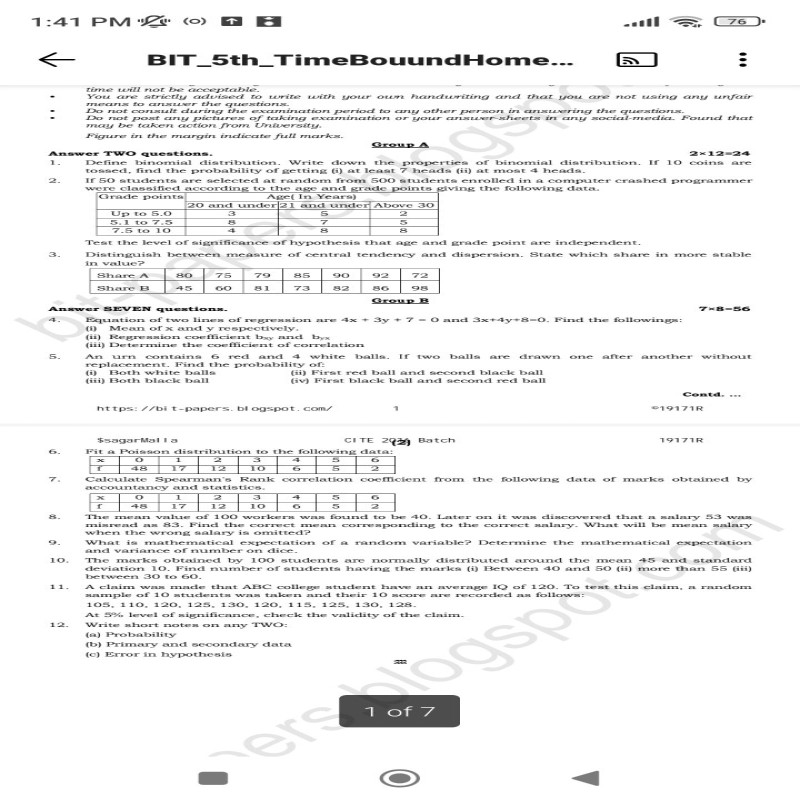 1:41 PM
76
BIT_5th_TimeBouundHome...
time will not be acceptable.
• You are strictly advised to write with your own handwriting and that you are not using any unfair
means to answer the questions.
• Do not consult during the examination period to any other person in answering the questions.
• Do not post any pictures of taking examination or your answer-sheets in any social-media. Found that
may be taken action from University.
Figure in the margin indicate full marks.
Group A
Answer TWO questions. 2×12=24
1. Define binomial distribution. Write down the properties of binomial distribution. If 10 coins are
tossed, find the probability of getting (i) at least 7 heads (ii) at most 4 heads.
2. If 50 students are selected at random from 500 students enrolled in a computer crashed programmer
were classified according to the age and grade points giving the following data.
Grade points Age( In Years)
20 and under 21 and under Above 30
Up to 5.0 3 5 2
5.1 to 7.5 8 7 5
7.5 to 10 4 8 8
Test the level of significance of hypothesis that age and grade point are independent.
3. Distinguish between measure of central tendency and dispersion. State which share in more stable
in value?
Share A 80 75 79 85 90 92 72
Share B 45 60 81 73 82 86 98
Group B
Answer SEVEN questions. 7×8=56
4. Equation of two lines of regression are 4x + 3y + 7 = 0 and 3x+4y+8=0. Find the followings:
(i) Mean of x and y respectively.
(ii) Regression coefficient bxy and byx
(iii) Determine the coefficient of correlation
5. An urn contains 6 red and 4 white balls. If two balls are drawn one after another without
replacement. Find the probability of:
(i) Both white balls (ii) First red ball and second black ball
(iii) Both black ball (iv) First black ball and second red ball
Contd. ...
https://bit-papers.blogspot.com/ 1 ©19171R
$sagarMalla CITE Batch 19171R
(2)
6. Fit a Poisson distribution to the following data:
x 0 1 2 3 4 5 6
f 48 17 12 10 6 5 2
7. Calculate Spearman's Rank correlation coefficient from the following data of marks obtained by
accountancy and statistics.
x 0 1 2 3 4 5 6
f 48 17 12 10 6 5 2
8. The mean value of 100 workers was found to be 40. Later on it was discovered that a salary 53 was
misread as 83. Find the correct mean corresponding to the correct salary. What will be mean salary
when the wrong salary is omitted?
9. What is mathematical expectation of a random variable? Determine the mathematical expectation
and variance of number on dice.
10. The marks obtained by 100 students are normally distributed around the mean 45 and standard
deviation 10. Find number of students having the marks (i) Between 40 and 50 (ii) more than 55 (iii)
between 30 to 60.
11. A claim was made that ABC college student have an average IQ of 120. To test this claim, a random
sample of 10 students was taken and their 10 score are recorded as follows:
105, 110, 120, 125, 130, 120, 115, 125, 130, 128.
At 5% level of significance, check the validity of the claim.
12. Write short notes on any TWO:
(a) Probability
(b) Primary and secondary data
(c) Error in hypothesis
1 of 7